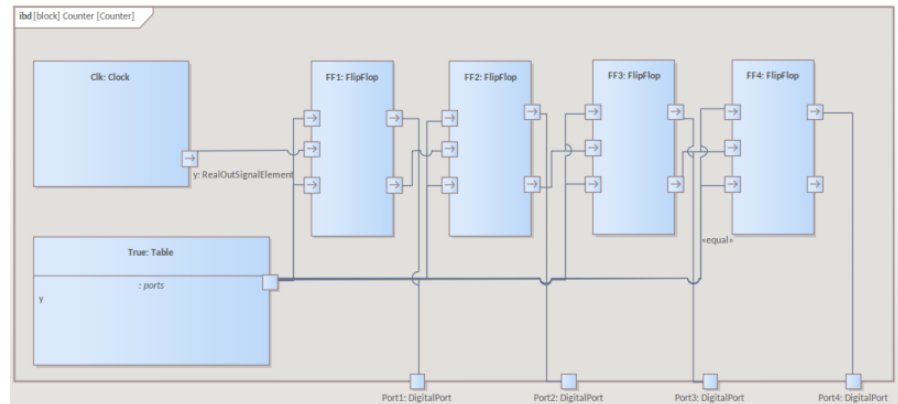 ibd [block] Counter [Counter]
Clk: Clock
FF1: FlipFlop
FF2: FlipFlop
FF3: FlipFlop
FF4: FlipFlop
y: RealOutSignalElement
«equal»
True: Table
: ports
y
Port1: DigitalPort
Port2: DigitalPort
Port3: DigitalPort
Port4: DigitalPort